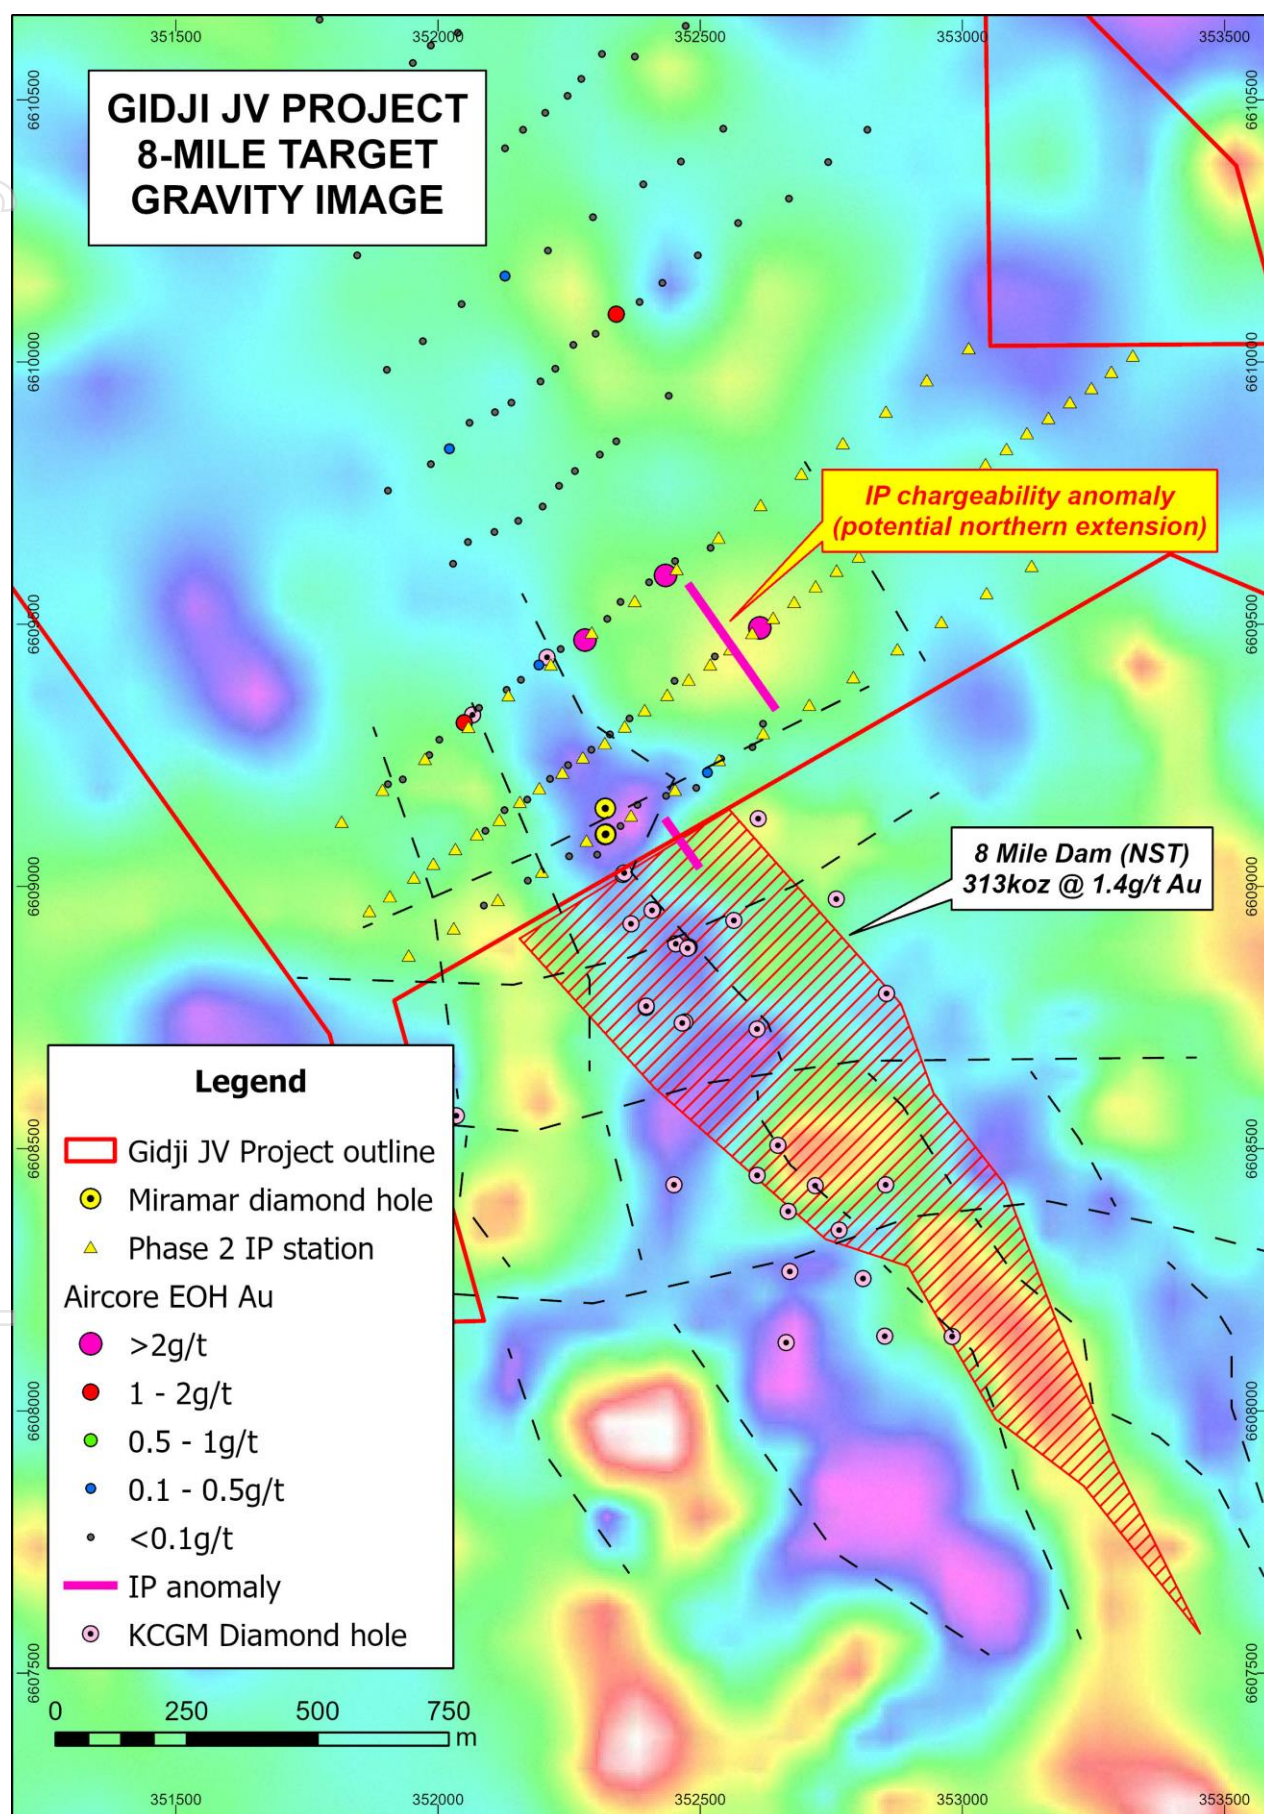 351500
352000
352500
353000
353500
GIDJI JV PROJECT
8-MILE TARGET
GRAVITY IMAGE
6610500
6610500
6610000
6610000
IP chargeability anomaly
(potential northern extension)
6609500
6609500
8 Mile Dam (NST)
313koz @ 1.4g/t Au
6609000
6609000
Legend
Gidji JV Project outline
Miramar diamond hole
Phase 2 IP station
Aircore EOH Au
>2g/t
1 - 2g/t
0.5 - 1g/t
0.1 - 0.5g/t
<0.1g/t
IP anomaly
KCGM Diamond hole
6608500
6608500
6608000
6608000
6607500
6607500
0 250 500 750
m
351500
352000
352500
353000
353500